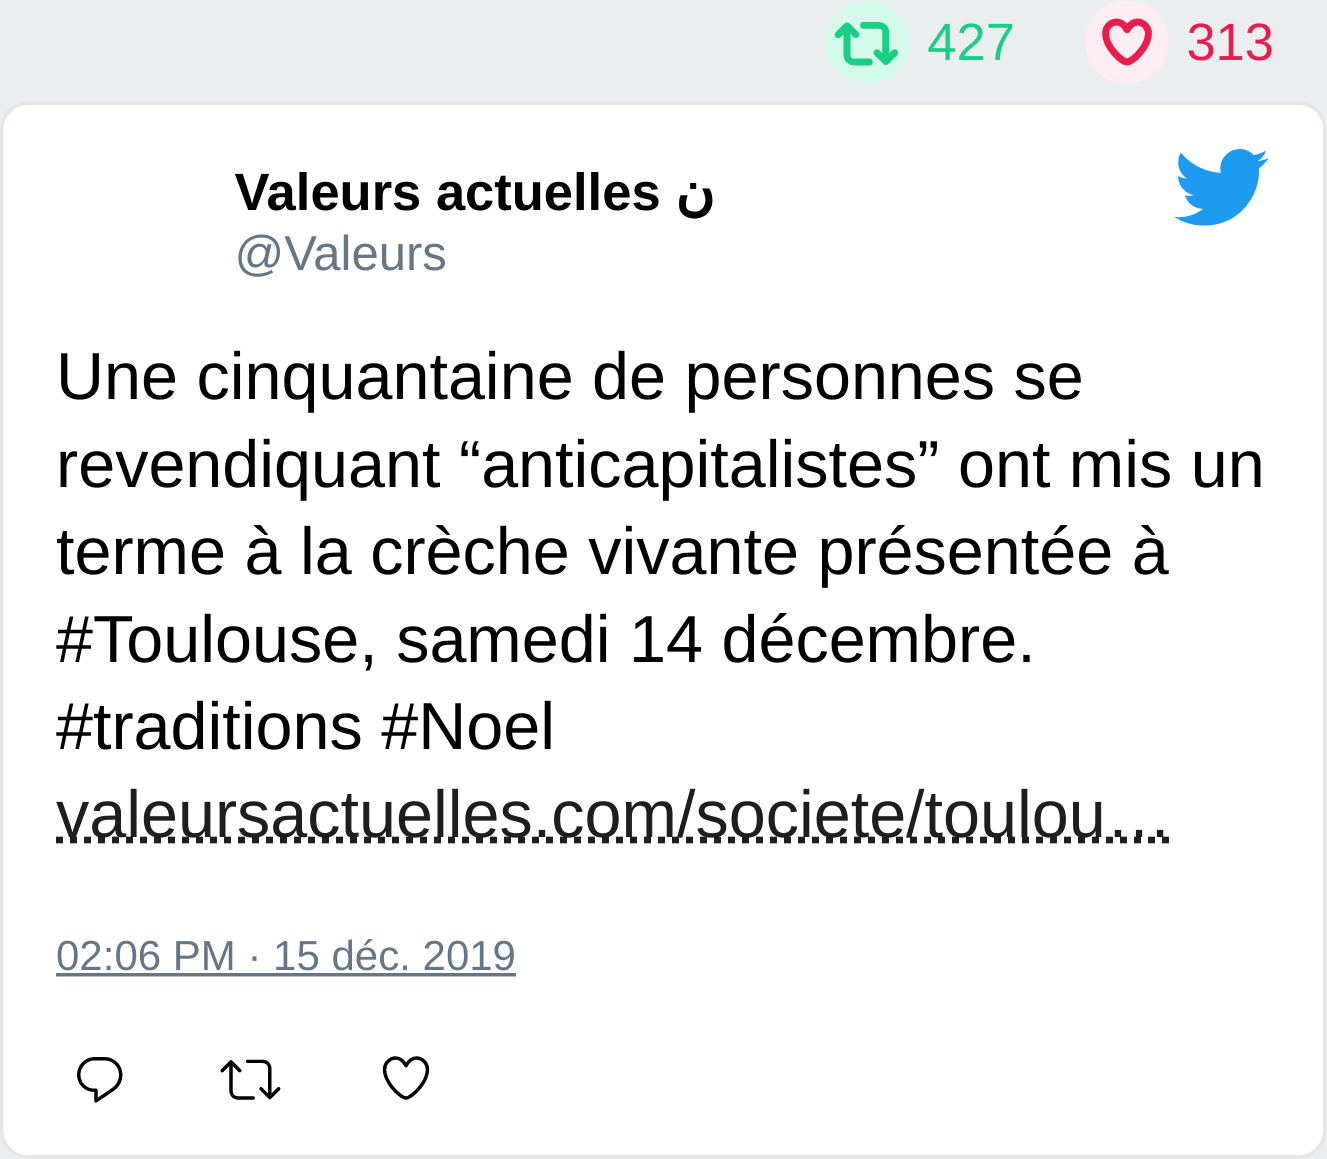 427 313
Valeurs actuelles ن
@Valeurs
Une cinquantaine de personnes se
revendiquant “anticapitalistes” ont mis un
terme à la crèche vivante présentée à
#Toulouse, samedi 14 décembre.
#traditions #Noel
valeursactuelles.com/societe/toulou…
02:06 PM · 15 déc. 2019